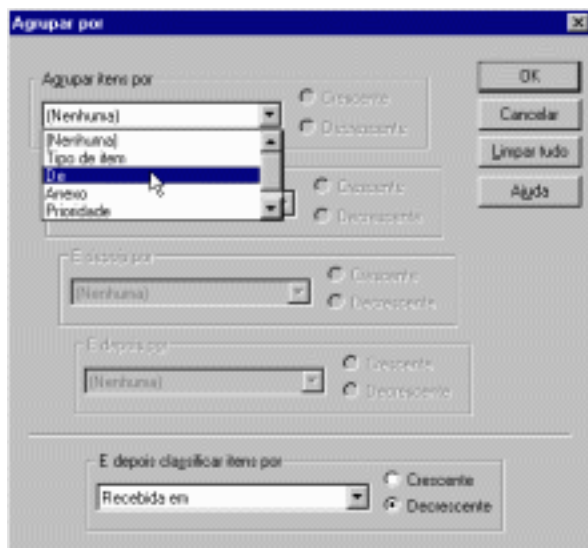 Agrupar por
Agrupar itens por
Crescente
OK
(Nenhuma)
Decrescente
Cancelar
(Nenhuma)
Tipo de item
Limpar tudo
De
Crescente
Anexo
Ajuda
Prioridade
Decrescente
E depois por
Crescente
(Nenhuma)
Decrescente
E depois por
Crescente
(Nenhuma)
Decrescente
E depois classificar itens por
Crescente
Recebida em
Decrescente